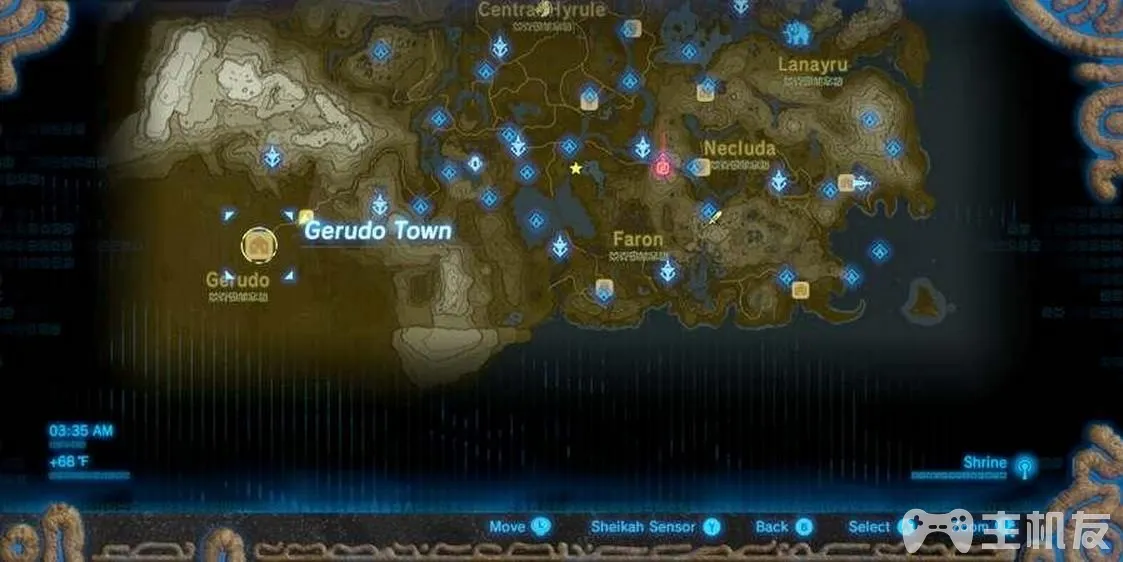 Central Hyrule
Lanayru
Necluda
Gerudo Town
Faron
Gerudo
03:35 AM
+68°F
Shrine
Move L
Sheikah Sensor Y
Back B
Select
主机友